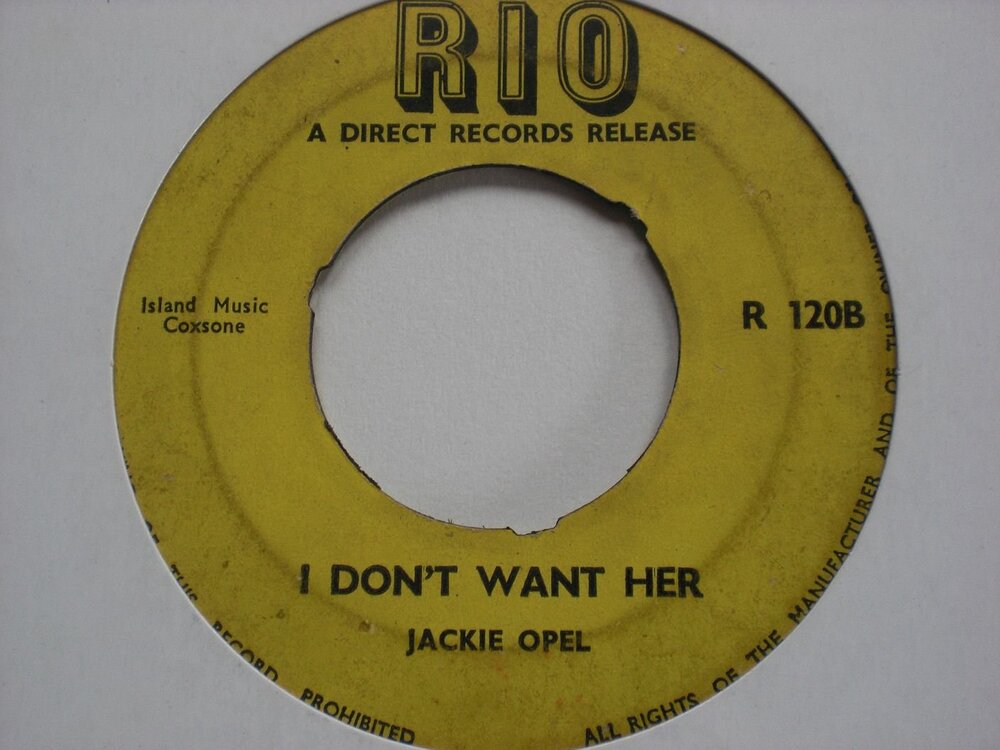 RIO
A DIRECT RECORDS RELEASE
Island Music
Coxsone
R 120B
I DON'T WANT HER
JACKIE OPEL
ALL RIGHTS OF THE MANUFACTURER AND OF THE OWNER
THIS RECORD PROHIBITED